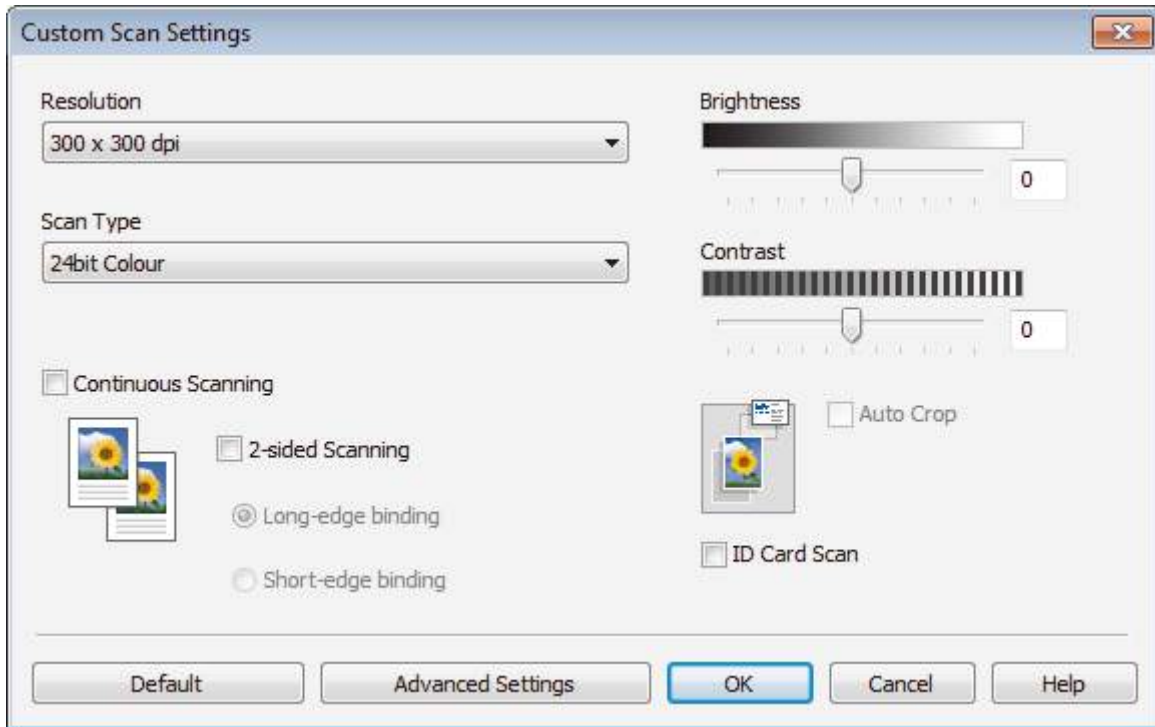 Custom Scan Settings
Resolution
300 x 300 dpi
Scan Type
24bit Colour
Continuous Scanning
2-sided Scanning
Long-edge binding
Short-edge binding
Brightness
0
Contrast
0
Auto Crop
ID Card Scan
Default
Advanced Settings
OK
Cancel
Help